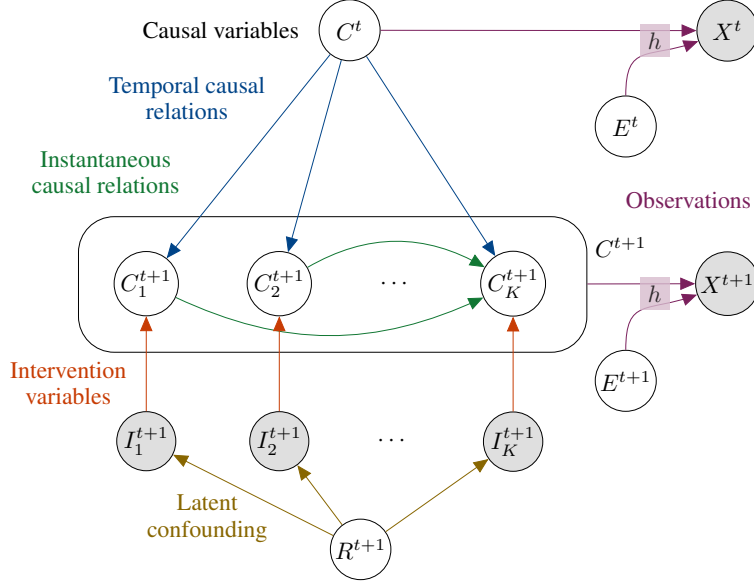 Causal variables
C^t
h
X^t
Temporal causal
relations
E^t
Instantaneous
causal relations
Observations
C^{t+1}
C_1^{t+1}
C_2^{t+1}
⋯
C_K^{t+1}
h
X^{t+1}
Intervention
variables
E^{t+1}
I_1^{t+1}
I_2^{t+1}
⋯
I_K^{t+1}
Latent
confounding
R^{t+1}